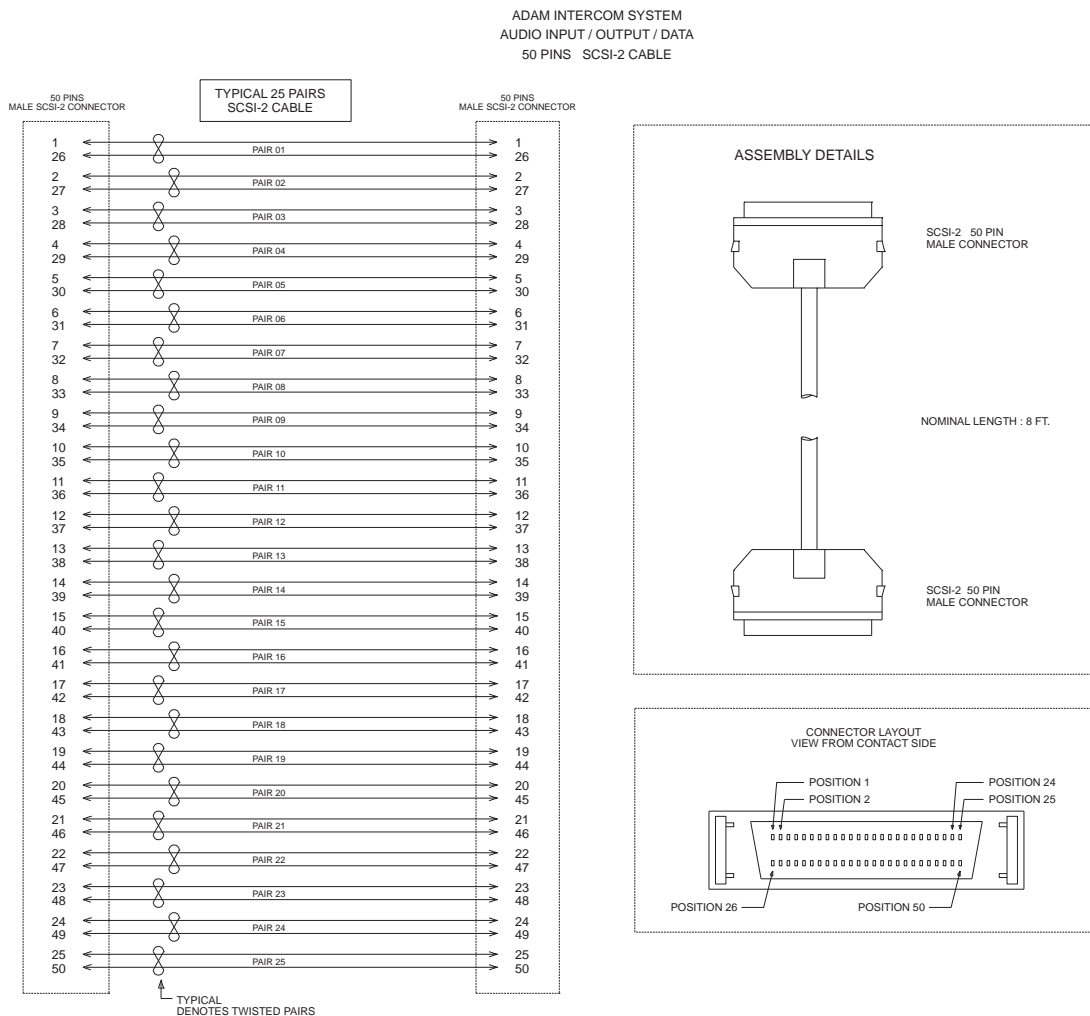 ADAM INTERCOM SYSTEM
AUDIO INPUT / OUTPUT / DATA
50 PINS SCSI-2 CABLE
50 PINS
MALE SCSI-2 CONNECTOR
TYPICAL 25 PAIRS
SCSI-2 CABLE
50 PINS
MALE SCSI-2 CONNECTOR
1 1
26 PAIR 01 26
2 2
27 PAIR 02 27
3 3
28 PAIR 03 28
4 4
29 PAIR 04 29
5 5
30 PAIR 05 30
6 6
31 PAIR 06 31
7 7
32 PAIR 07 32
8 8
33 PAIR 08 33
9 9
34 PAIR 09 34
10 10
35 PAIR 10 35
11 11
36 PAIR 11 36
12 12
37 PAIR 12 37
13 13
38 PAIR 13 38
14 14
39 PAIR 14 39
15 15
40 PAIR 15 40
16 16
41 PAIR 16 41
17 17
42 PAIR 17 42
18 18
43 PAIR 18 43
19 19
44 PAIR 19 44
20 20
45 PAIR 20 45
21 21
46 PAIR 21 46
22 22
47 PAIR 22 47
23 23
48 PAIR 23 48
24 24
49 PAIR 24 49
25 25
50 PAIR 25 50
TYPICAL
DENOTES TWISTED PAIRS
ASSEMBLY DETAILS
SCSI-2 50 PIN
MALE CONNECTOR
NOMINAL LENGTH : 8 FT.
SCSI-2 50 PIN
MALE CONNECTOR
CONNECTOR LAYOUT
VIEW FROM CONTACT SIDE
POSITION 1 POSITION 24
POSITION 2 POSITION 25
POSITION 26 POSITION 50